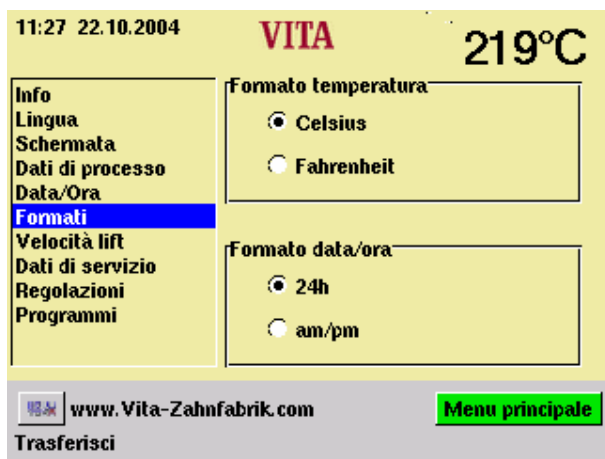 11:27 22.10.2004
VITA
219°C
Info
Lingua
Schermata
Dati di processo
Data/Ora
Formati
Velocità lift
Dati di servizio
Regolazioni
Programmi
Formato temperatura
Celsius
Fahrenheit
Formato data/ora
24h
am/pm
www.Vita-Zahnfabrik.com
Menu principale
Trasferisci